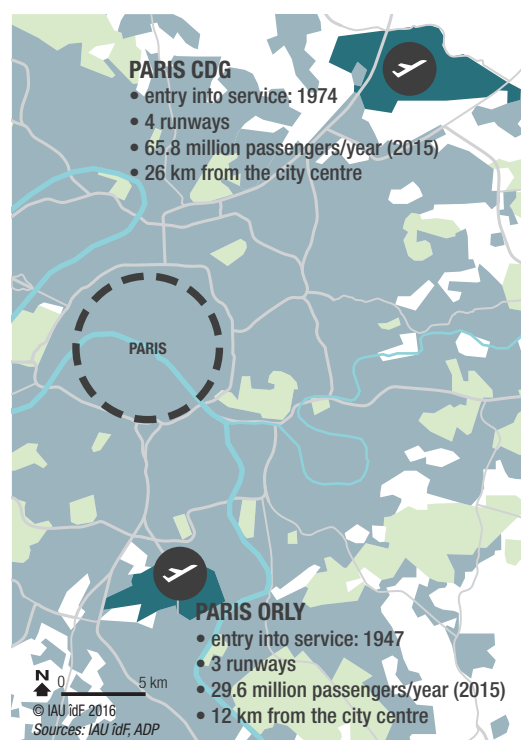 PARIS CDG
• entry into service: 1974
• 4 runways
• 65.8 million passengers/year (2015)
• 26 km from the city centre
PARIS
PARIS ORLY
• entry into service: 1947
• 3 runways
• 29.6 million passengers/year (2015)
• 12 km from the city centre
N 0 5 km
© IAU îdF 2016
Sources: IAU îdF, ADP